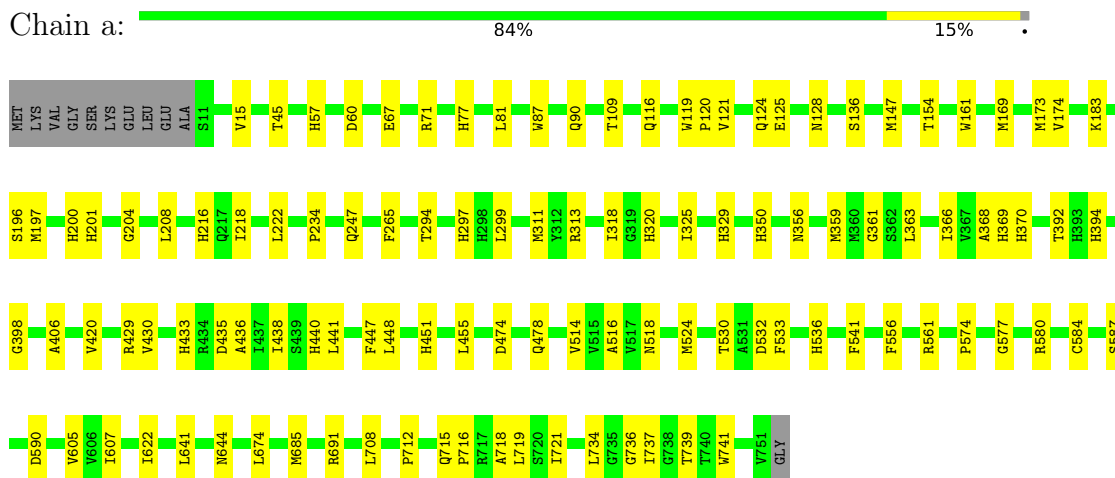 Chain a:
84% 15% •
MET LYS VAL GLY SER LYS GLU LEU GLU ALA S11 V15 T45 H57 D60 E67 R71 H77 L81 W87 Q90 T109 Q116 W119 P120 V121 Q124 E125 N128 S136 M147 T154 W161 M169 M173 V174 K183
S196 M197 H200 H201 G204 L208 H216 Q217 I218 L222 P234 Q247 F265 T294 H297 H298 L299 M311 Y312 R313 I318 G319 H320 I325 H329 H350 N356 M359 M360 G361 S362 L363 I366 V367 A368 H369 H370 T392 H393 H394
G398 A406 V420 R429 V430 H433 R434 D435 A436 I437 I438 S439 H440 L441 F447 L448 H451 L455 D474 Q478 V514 V515 A516 V517 N518 M524 T530 A531 D532 F533 H536 F541 F556 R561 P574 G577 R580 C584 S587
D590 V605 V606 I607 I622 L641 N644 L674 M685 R691 L708 P712 Q715 P716 R717 A718 L719 S720 I721 L734 G735 G736 I737 G738 T739 T740 W741 V751 GLY